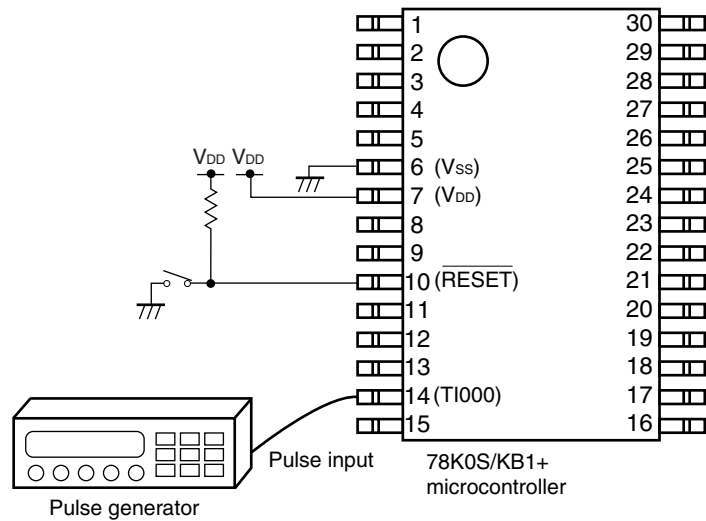 1 30
2 29
3 28
4 27
5 26
VDD VDD
6 (VSS) 25
7 (VDD) 24
8 23
9 22
10 (RESET) 21
11 20
12 19
13 18
14 (TI000) 17
15 16
Pulse input
78K0S/KB1+
microcontroller
Pulse generator